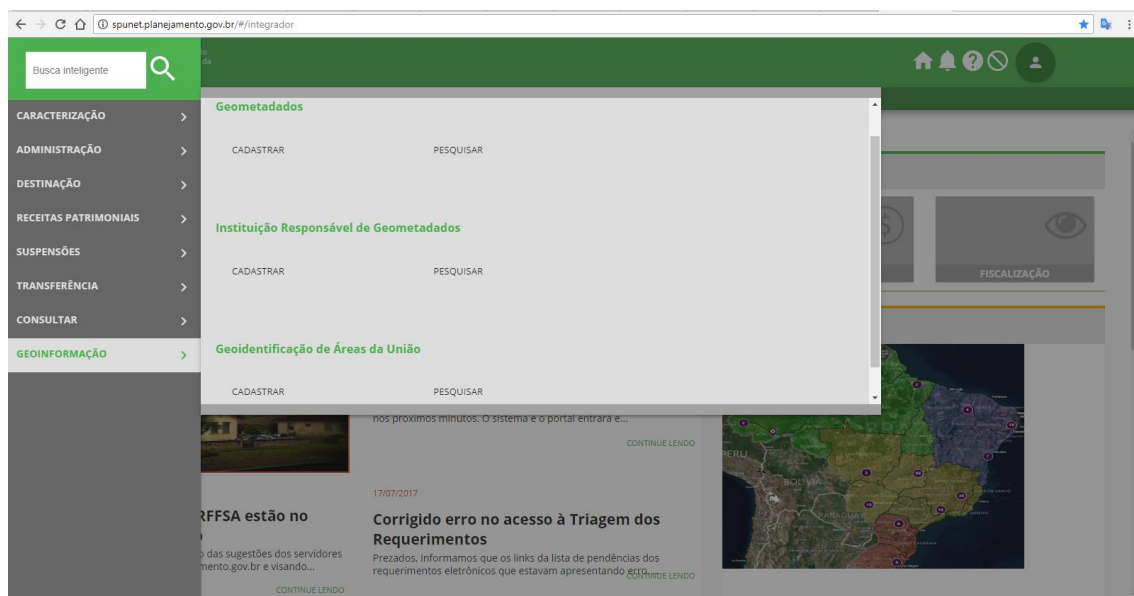 spunet.planejamento.gov.br/#/integrador
Busca inteligente
CARACTERIZAÇÃO
ADMINISTRAÇÃO
DESTINAÇÃO
RECEITAS PATRIMONIAIS
SUSPENSÕES
TRANSFERÊNCIA
CONSULTAR
GEOINFORMAÇÃO
Geometadados
CADASTRAR PESQUISAR
Instituição Responsável de Geometadados
CADASTRAR PESQUISAR
Geoidentificação de Áreas da União
CADASTRAR PESQUISAR
FISCALIZAÇÃO
nos próximos minutos. O sistema e o portal entrará e...
CONTINUE LENDO
RFFSA estão no
das sugestões dos servidores
mento.gov.br e visando...
CONTINUE LENDO
17/07/2017
Corrigido erro no acesso à Triagem dos
Requerimentos
Prezados, Informamos que os links da lista de pendências dos
requerimentos eletrônicos que estavam apresentando erro...
CONTINUE LENDO
PERU
BOLIVIA
PARAGUAY